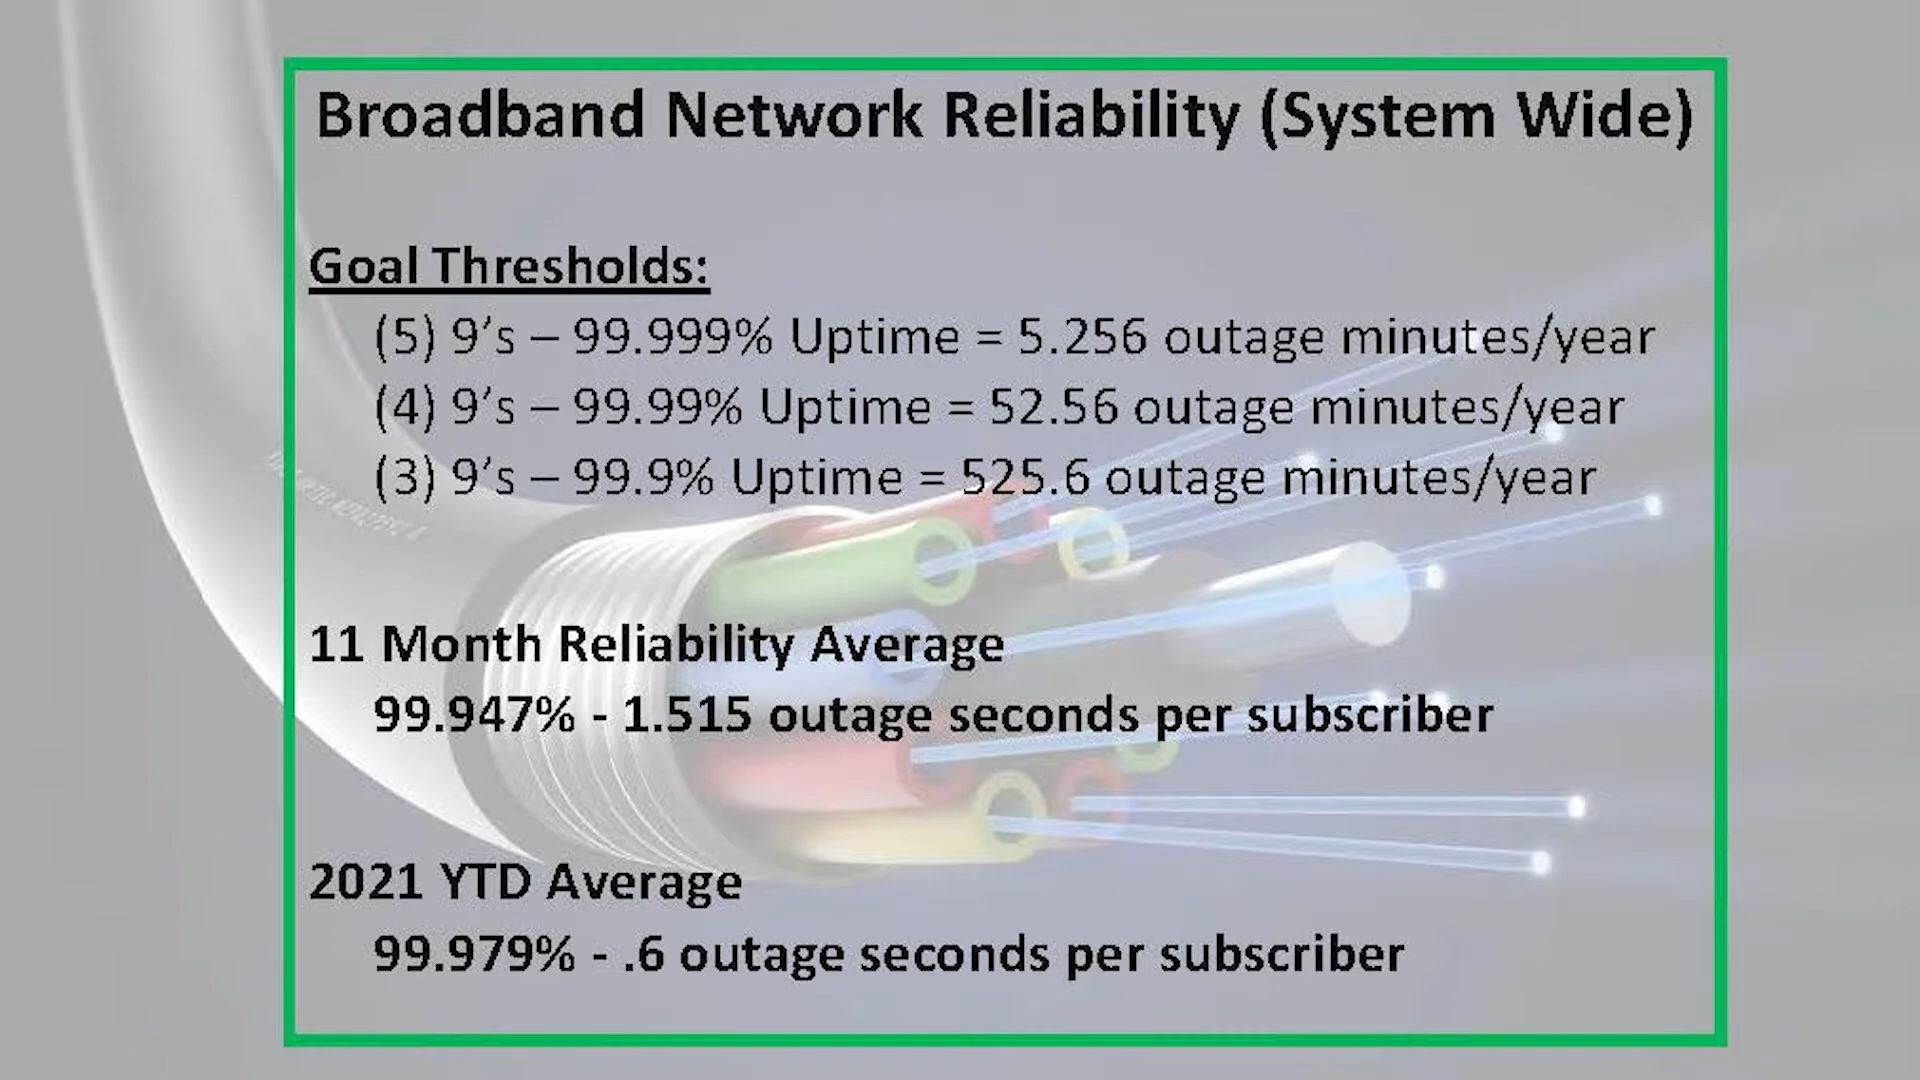 Broadband Network Reliability (System Wide)
Goal Thresholds:
(5) 9’s – 99.999% Uptime = 5.256 outage minutes/year
(4) 9’s – 99.99% Uptime = 52.56 outage minutes/year
(3) 9’s – 99.9% Uptime = 525.6 outage minutes/year
11 Month Reliability Average
99.947% - 1.515 outage seconds per subscriber
2021 YTD Average
99.979% - .6 outage seconds per subscriber